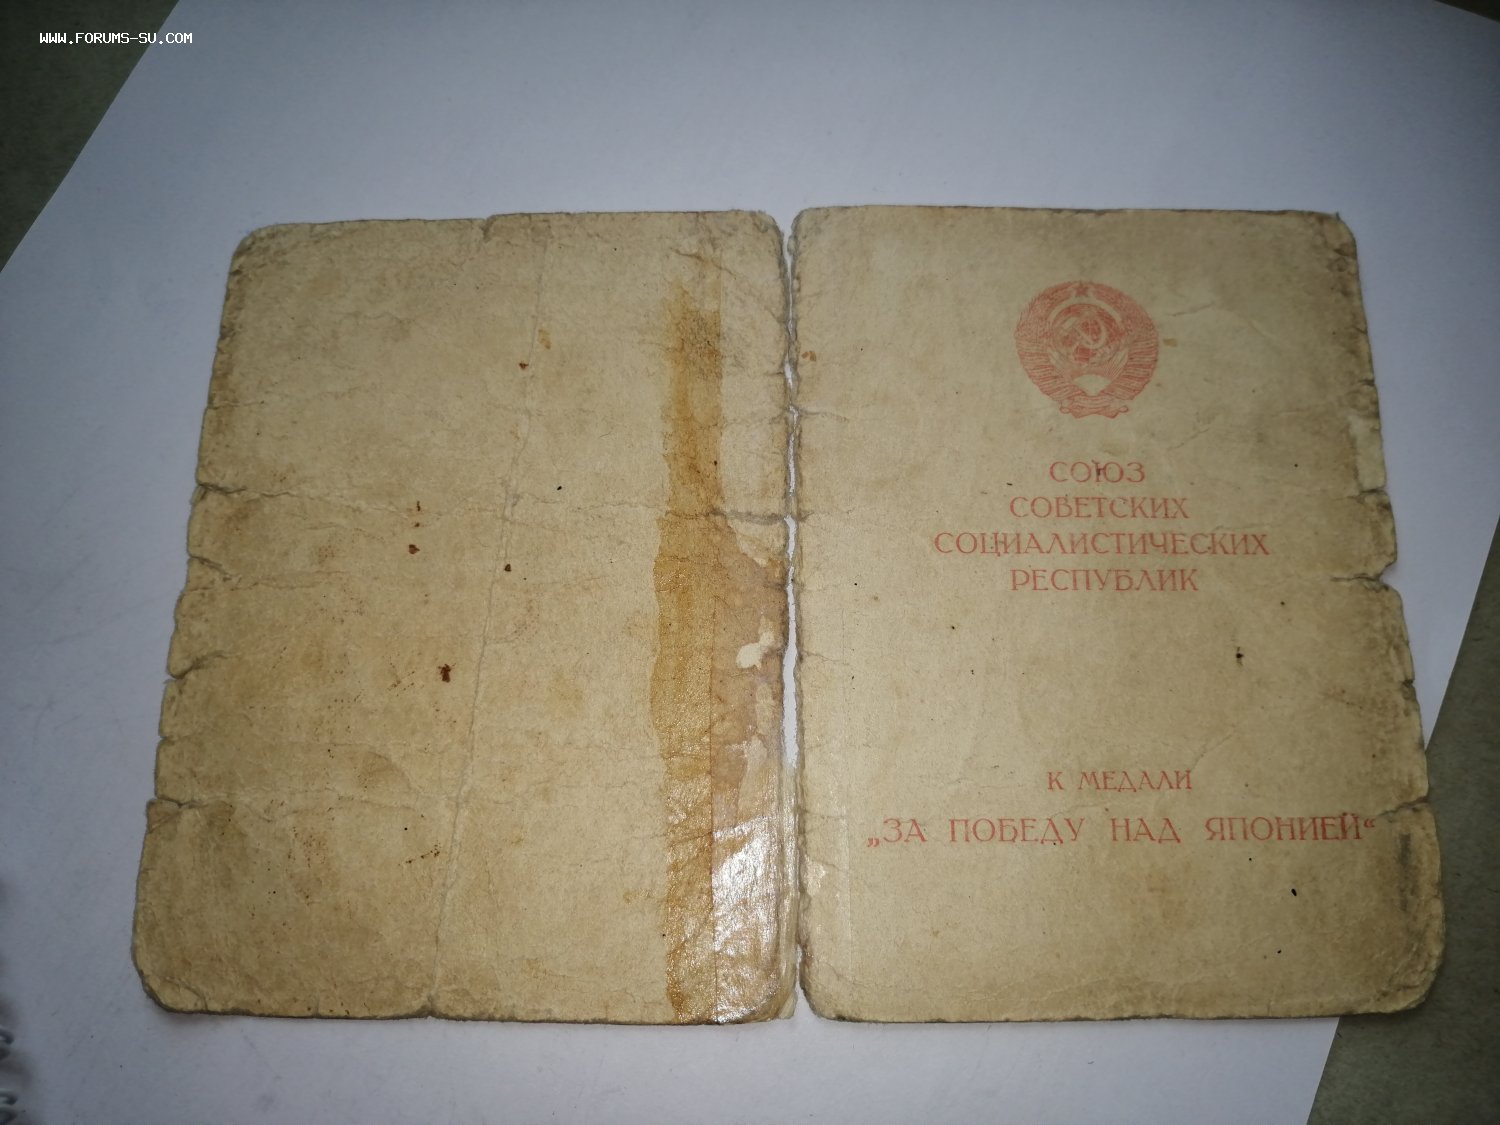 WWW.FORUMS-SU.COM
СОЮЗ
СОВЕТСКИХ
СОЦИАЛИСТИЧЕСКИХ
РЕСПУБЛИК
К МЕДАЛИ
„ЗА ПОБЕДУ НАД ЯПОНИЕЙ“